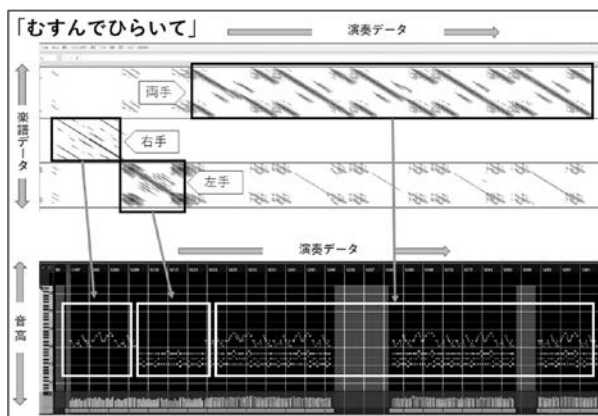 「むすんでひらいて」
演奏データ
両手
楽譜データ
右手
左手
演奏データ
音高